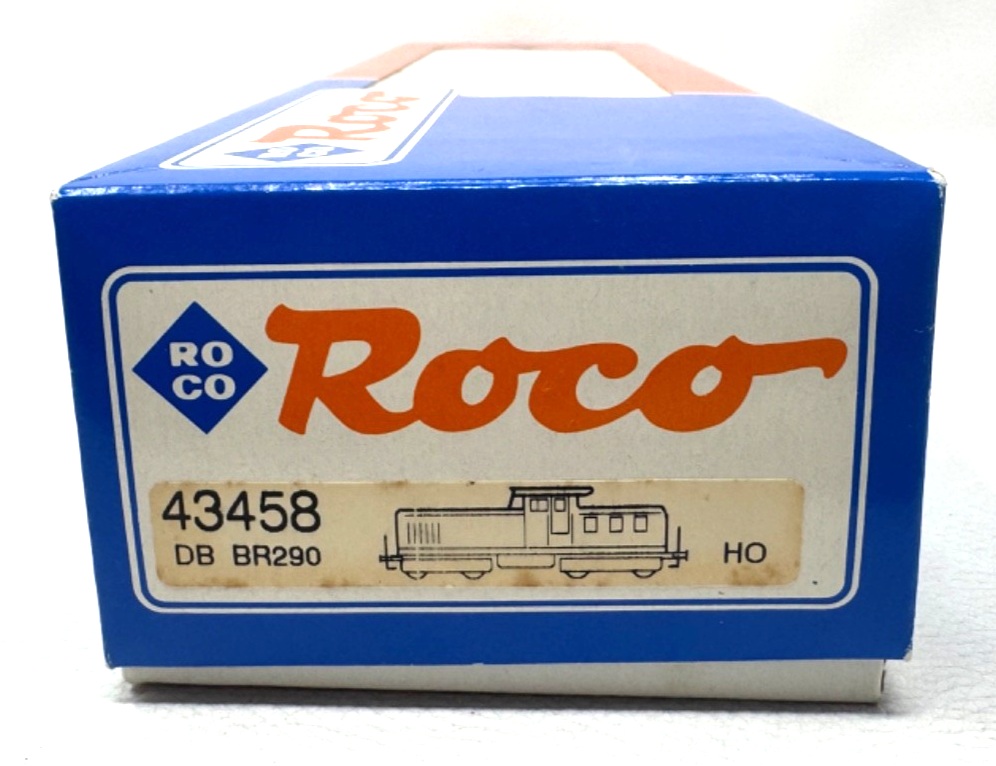 Roco
RO
CO
Roco
43458
DB BR290
HO